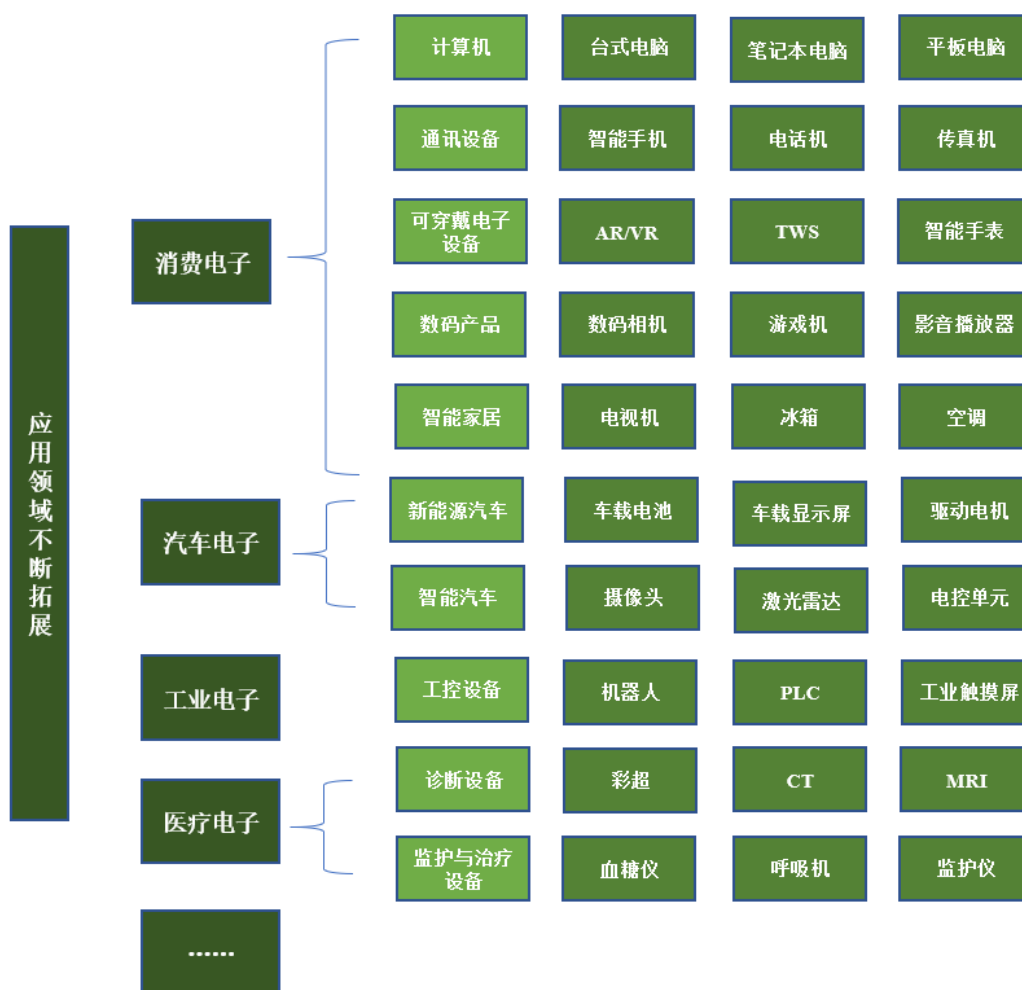 应用领域不断拓展
消费电子
计算机 台式电脑 笔记本电脑 平板电脑
通讯设备 智能手机 电话机 传真机
可穿戴电子
设备
AR/VR TWS 智能手表
数码产品 数码相机 游戏机 影音播放器
智能家居 电视机 冰箱 空调
汽车电子
新能源汽车 车载电池 车载显示屏 驱动电机
智能汽车 摄像头 激光雷达 电控单元
工业电子
工控设备 机器人 PLC 工业触摸屏
医疗电子
诊断设备 彩超 CT MRI
监护与治疗
设备
血糖仪 呼吸机 监护仪
......